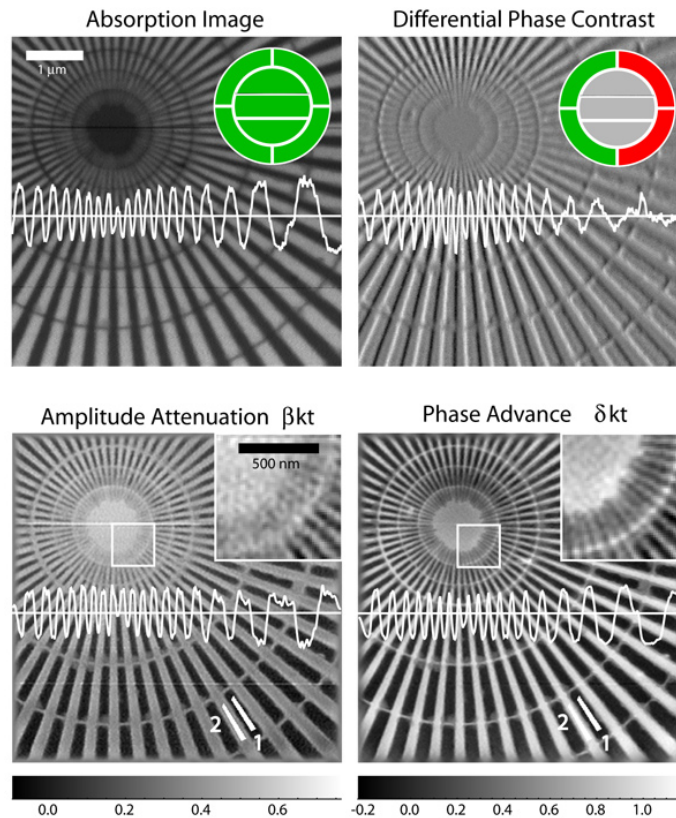 Absorption Image
Differential Phase Contrast
1 μm
Amplitude Attenuation βkt
Phase Advance δkt
500 nm
2
1
2
1
0.0 0.2 0.4 0.6
-0.2 0.0 0.2 0.4 0.6 0.8 1.0